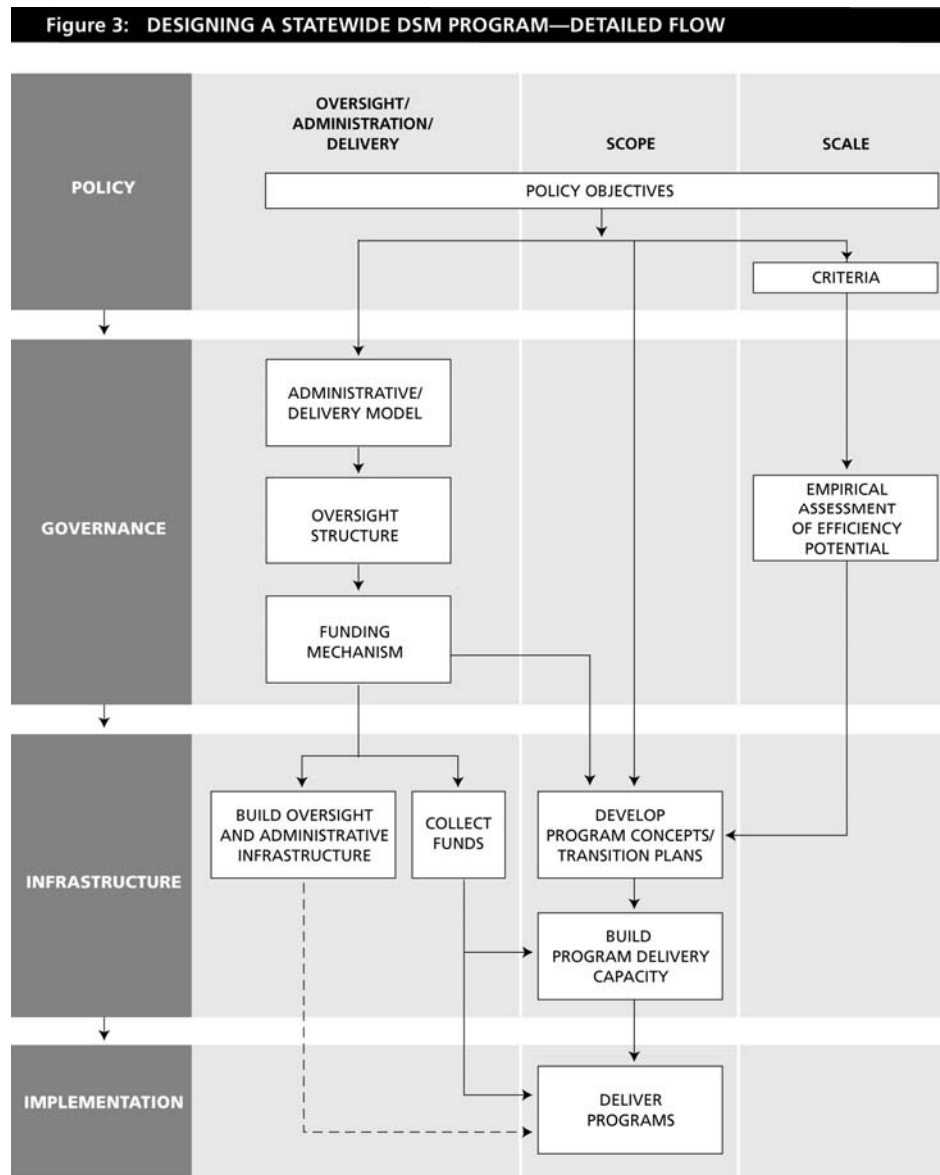 Figure 3: DESIGNING A STATEWIDE DSM PROGRAM—DETAILED FLOW
OVERSIGHT/
ADMINISTRATION/
DELIVERY
SCOPE
SCALE
POLICY
POLICY OBJECTIVES
CRITERIA
GOVERNANCE
ADMINISTRATIVE/
DELIVERY MODEL
OVERSIGHT
STRUCTURE
EMPIRICAL
ASSESSMENT
OF EFFICIENCY
POTENTIAL
FUNDING
MECHANISM
INFRASTRUCTURE
BUILD OVERSIGHT
AND ADMINISTRATIVE
INFRASTRUCTURE
COLLECT
FUNDS
DEVELOP
PROGRAM CONCEPTS/
TRANSITION PLANS
BUILD
PROGRAM DELIVERY
CAPACITY
IMPLEMENTATION
DELIVER
PROGRAMS